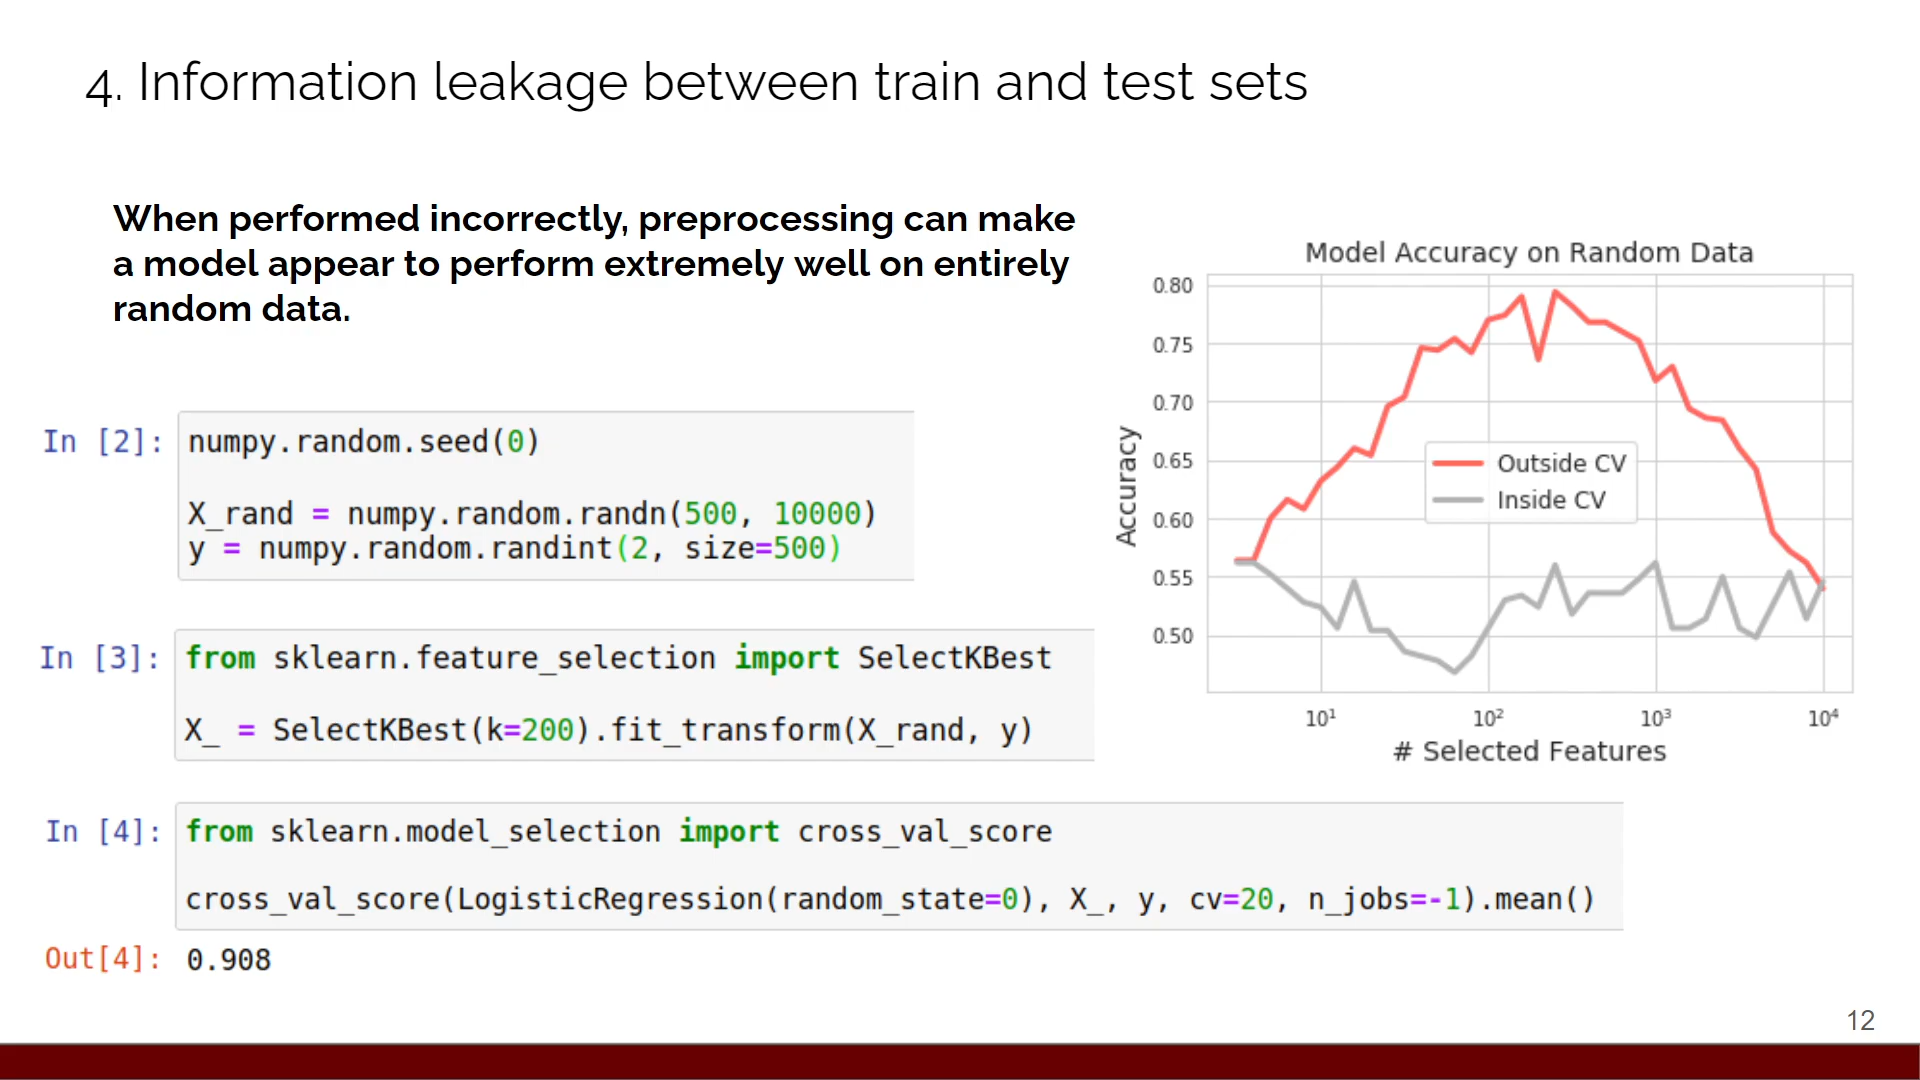 4. Information leakage between train and test sets
When performed incorrectly, preprocessing can make
a model appear to perform extremely well on entirely
random data.
In [2]: numpy.random.seed(0)
X_rand = numpy.random.randn(500, 10000)
y = numpy.random.randint(2, size=500)
In [3]: from sklearn.feature_selection import SelectKBest
X_ = SelectKBest(k=200).fit_transform(X_rand, y)
In [4]: from sklearn.model_selection import cross_val_score
cross_val_score(LogisticRegression(random_state=0), X_, y, cv=20, n_jobs=-1).mean()
Out[4]: 0.908
Model Accuracy on Random Data
0.80
0.75
0.70
0.65
0.60
0.55
0.50
Accuracy
Outside CV
Inside CV
10¹ 10² 10³ 10⁴
# Selected Features
12